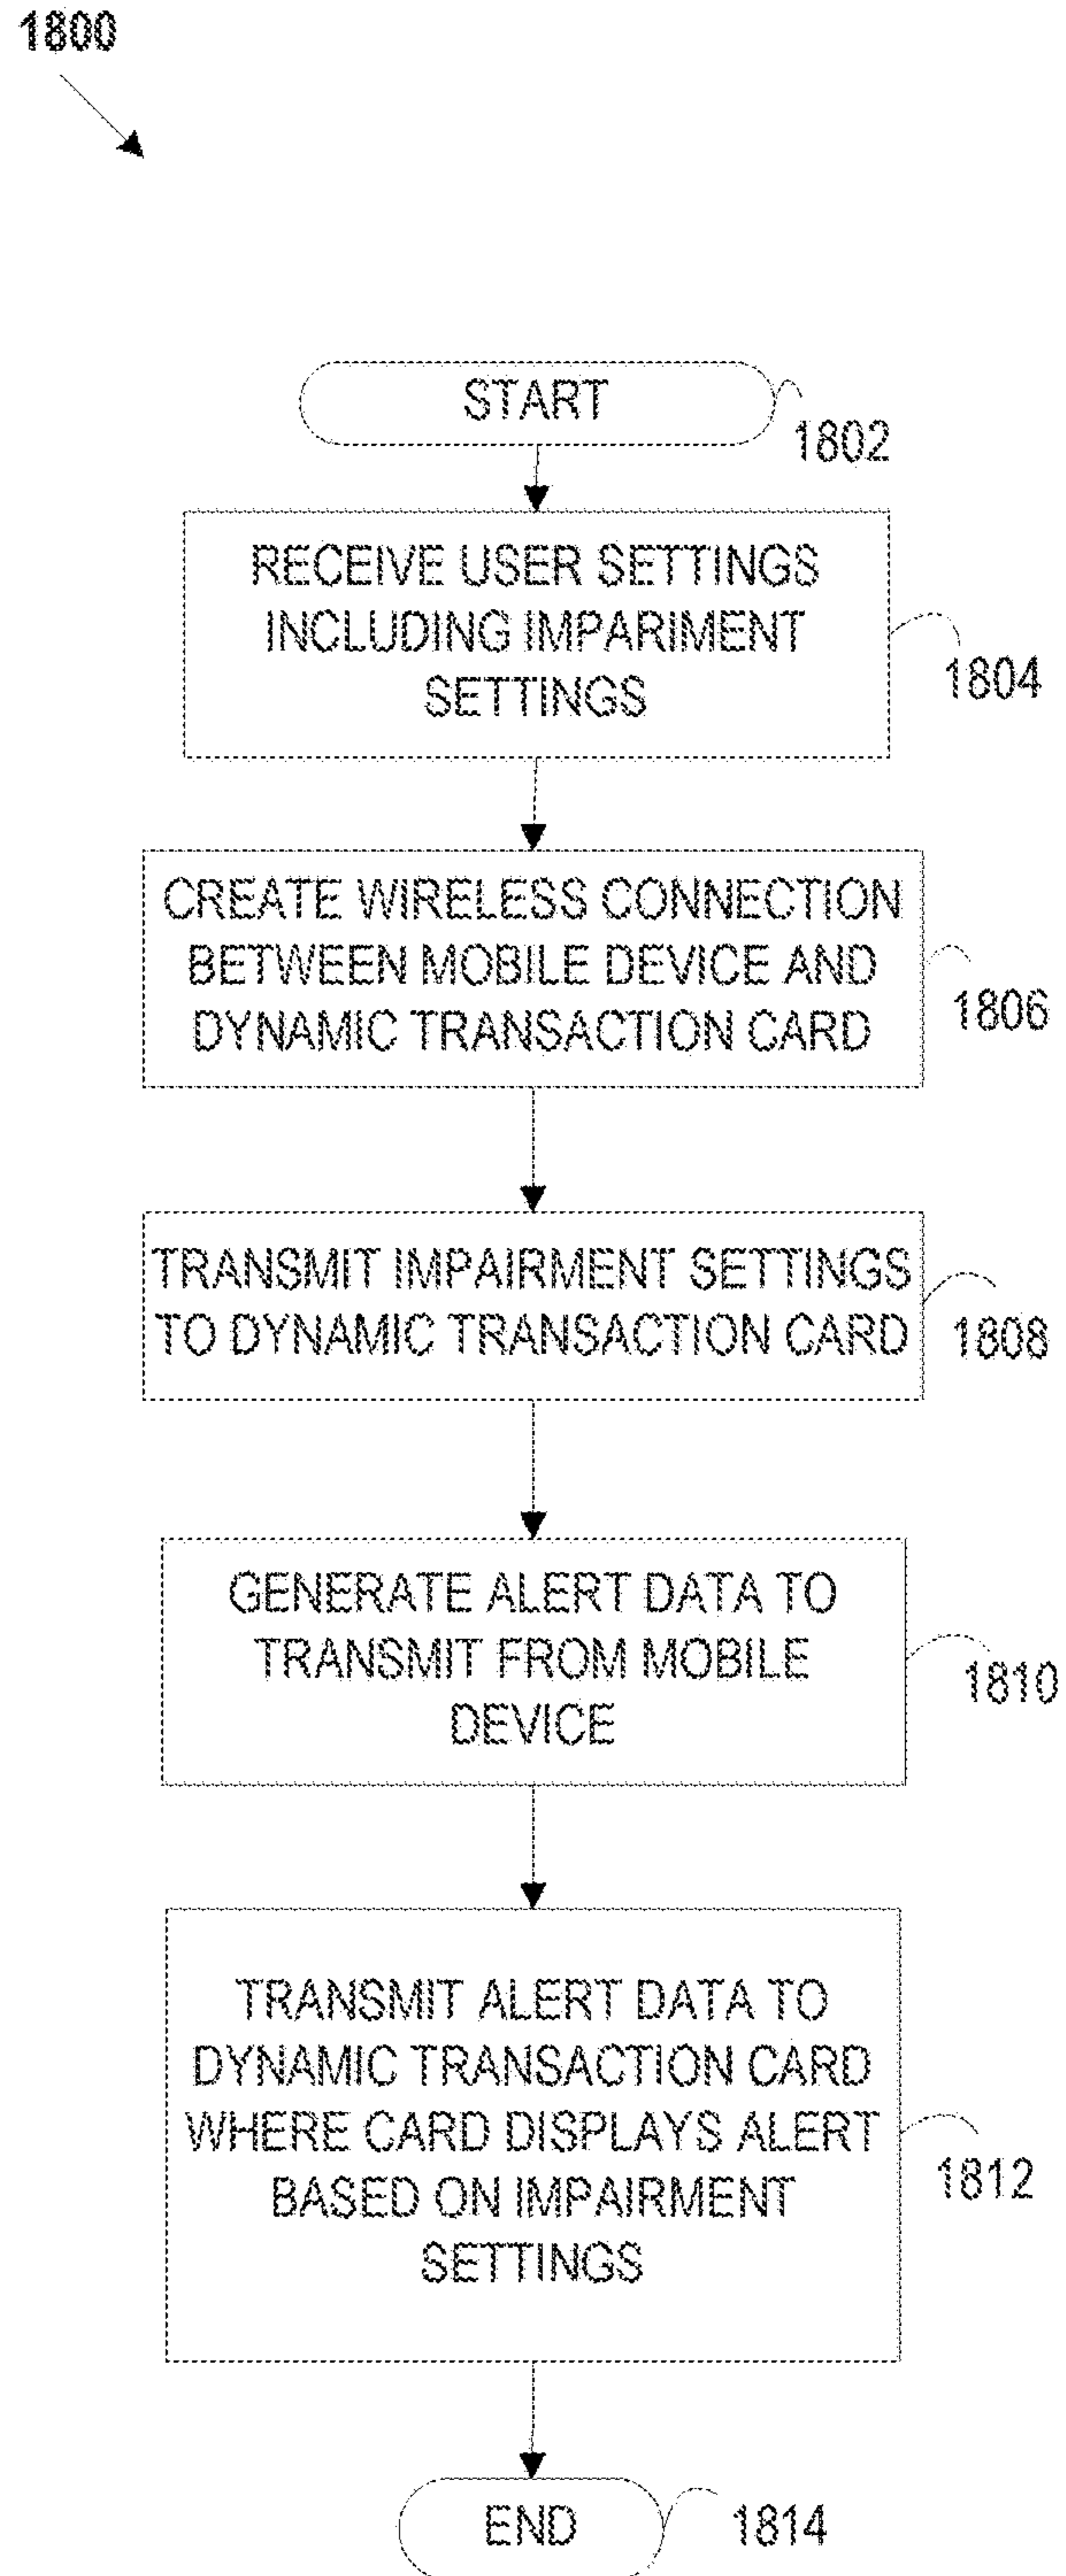 1800
START
1802
RECEIVE USER SETTINGS
INCLUDING IMPARIMENT
SETTINGS
1804
CREATE WIRELESS CONNECTION
BETWEEN MOBILE DEVICE AND
DYNAMIC TRANSACTION CARD
1806
TRANSMIT IMPAIRMENT SETTINGS
TO DYNAMIC TRANSACTION CARD
1808
GENERATE ALERT DATA TO
TRANSMIT FROM MOBILE
DEVICE
1810
TRANSMIT ALERT DATA TO
DYNAMIC TRANSACTION CARD
WHERE CARD DISPLAYS ALERT
BASED ON IMPAIRMENT
SETTINGS
1812
END
1814